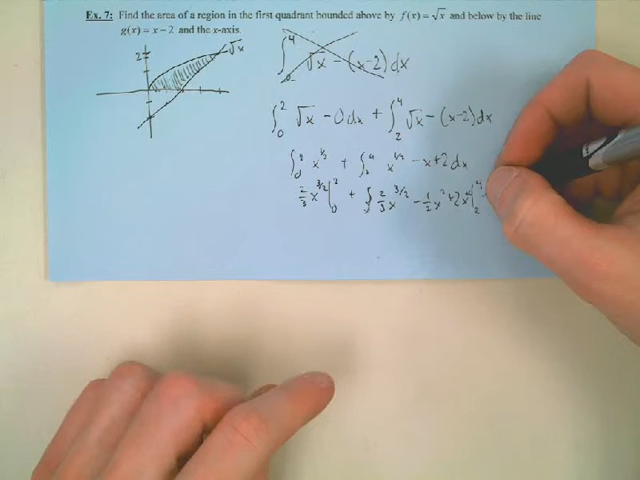 Ex. 7: Find the area of a region in the first quadrant bounded above by f(x) = √x and below by the line
g(x) = x − 2 and the x-axis.
2
√x
∫₀⁴ √x − (x−2) dx
∫₀² √x − 0 dx + ∫₂⁴ √x − (x−2) dx
∫₀² x^(1/2) + ∫₂⁴ x^(1/2) − x + 2 dx
2/3 x^(3/2) |₀² + ∫ 2/3 x^(3/2) − 1/2 x² + 2x |₂⁴